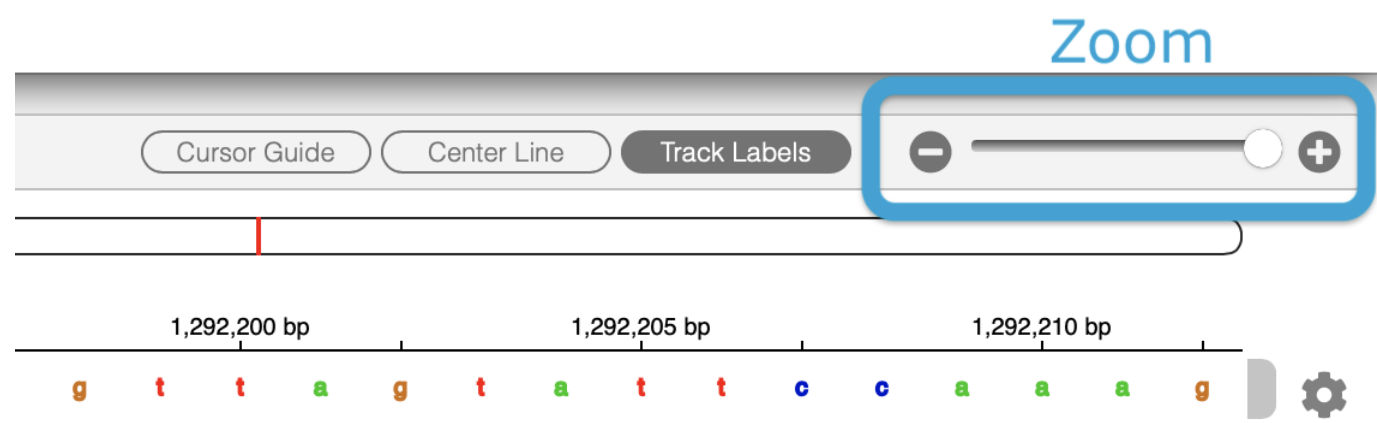 Zoom
Cursor Guide Center Line Track Labels
1,292,200 bp 1,292,205 bp 1,292,210 bp
g t t a g t a t t c c a a a g